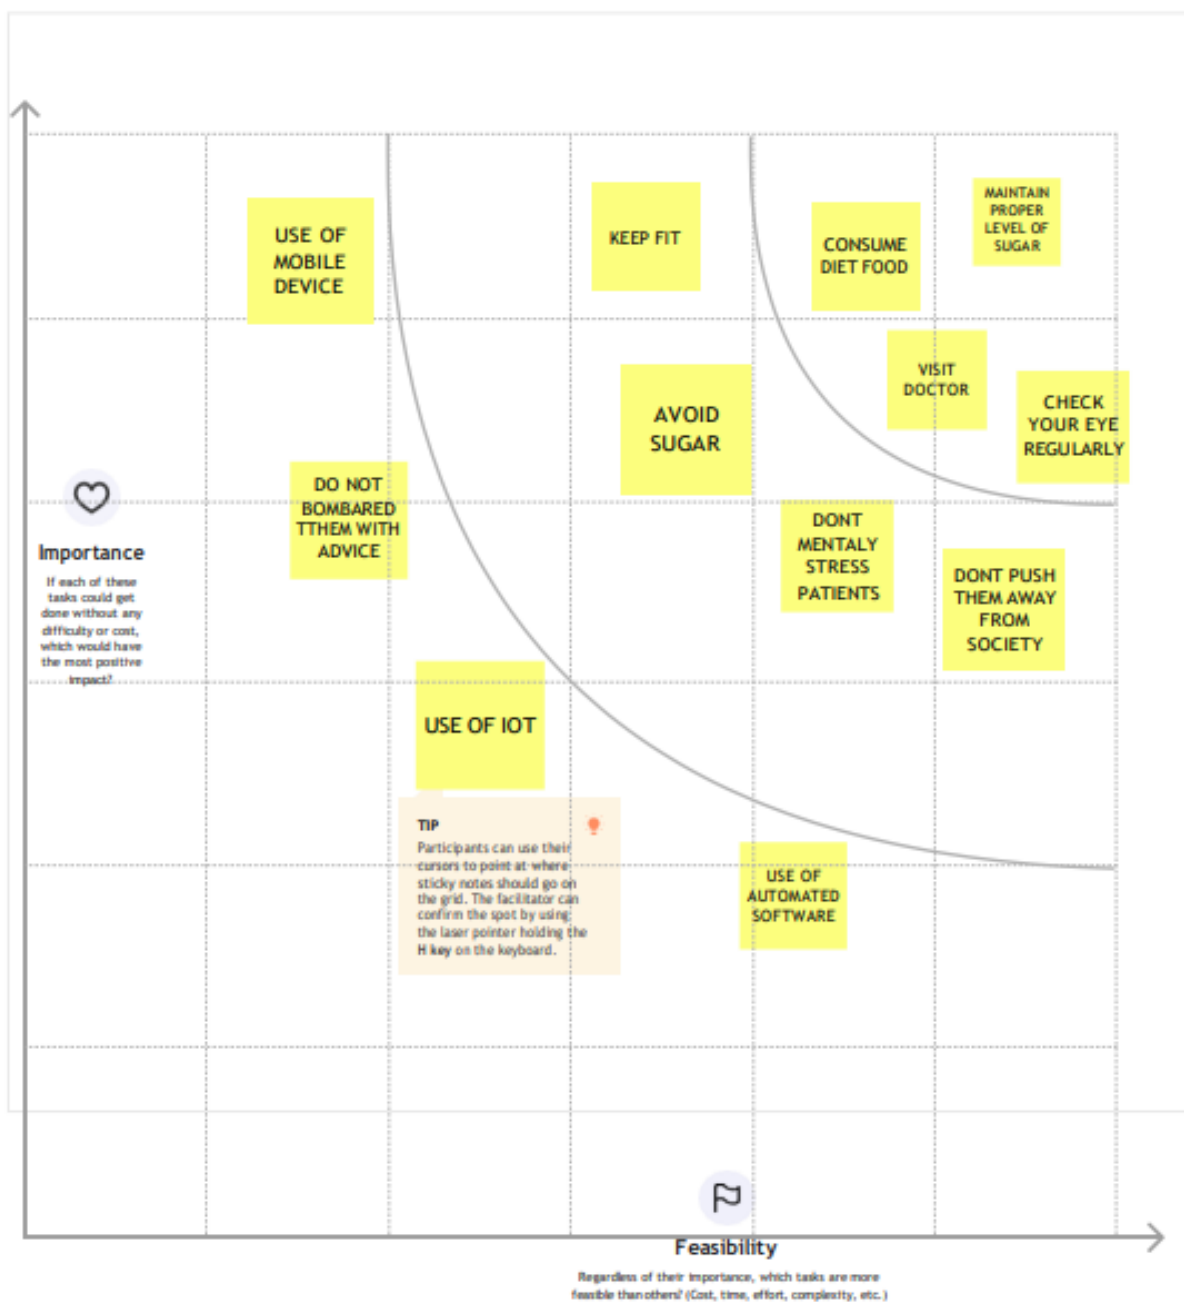 USE OF
MOBILE
DEVICE
KEEP FIT
CONSUME
DIET FOOD
MAINTAIN
PROPER
LEVEL OF
SUGAR
VISIT
DOCTOR
AVOID
SUGAR
CHECK
YOUR EYE
REGULARLY
DO NOT
BOMBARED
TTHEM WITH
ADVICE
DONT
MENTALY
STRESS
PATIENTS
DONT PUSH
THEM AWAY
FROM
SOCIETY
Importance
If each of these
tasks could get
done without any
difficulty or cost,
which would have
the most positive
impact?
USE OF IOT
TIP
Participants can use their
cursors to point at where
sticky notes should go on
the grid. The facilitator can
confirm the spot by using
the laser pointer holding the
H key on the keyboard.
USE OF
AUTOMATED
SOFTWARE
Feasibility
Regardless of their importance, which tasks are more
feasible than others? (Cost, time, effort, complexity, etc.)